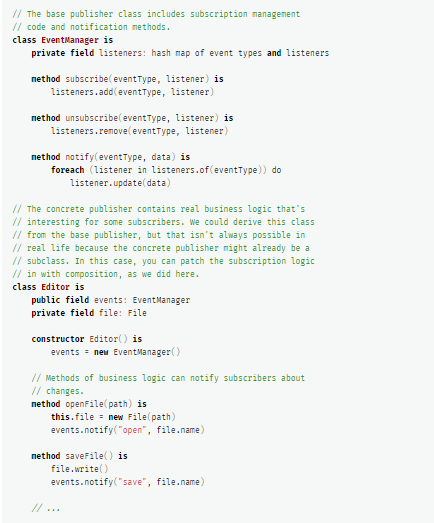 // The base publisher class includes subscription management
// code and notification methods.
class EventManager is
    private field listeners: hash map of event types and listeners

    method subscribe(eventType, listener) is
        listeners.add(eventType, listener)

    method unsubscribe(eventType, listener) is
        listeners.remove(eventType, listener)

    method notify(eventType, data) is
        foreach (listener in listeners.of(eventType)) do
            listener.update(data)

// The concrete publisher contains real business logic that's
// interesting for some subscribers. We could derive this class
// from the base publisher, but that isn't always possible in
// real life because the concrete publisher might already be a
// subclass. In this case, you can patch the subscription logic
// in with composition, as we did here.
class Editor is
    public field events: EventManager
    private field file: File

    constructor Editor() is
        events = new EventManager()

    // Methods of business logic can notify subscribers about
    // changes.
    method openFile(path) is
        this.file = new File(path)
        events.notify("open", file.name)

    method saveFile() is
        file.write()
        events.notify("save", file.name)

    // ...